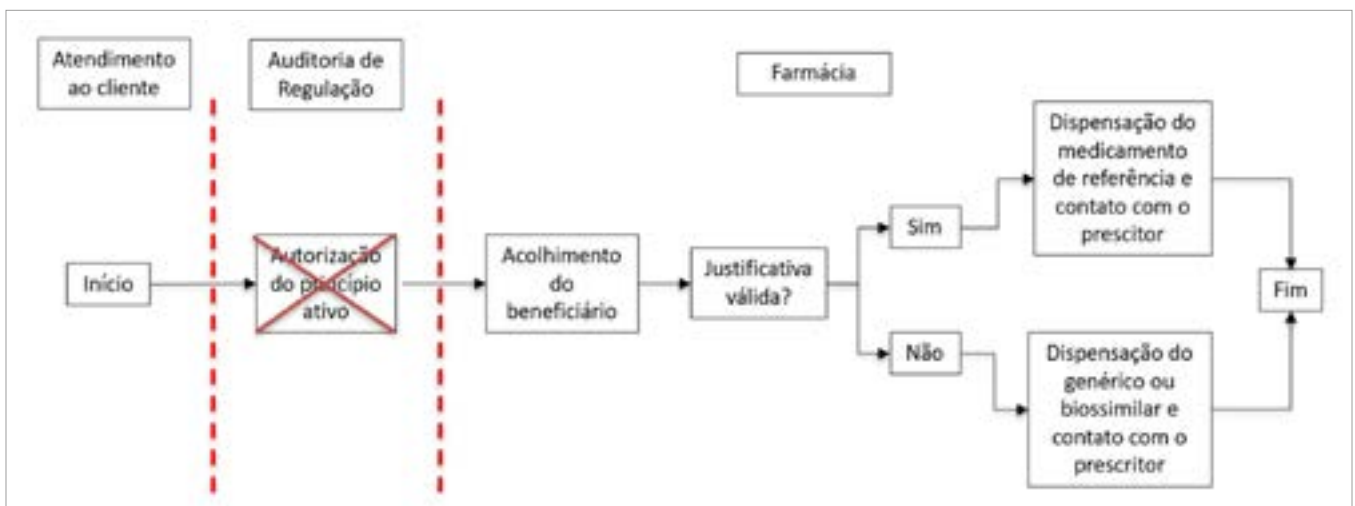 Atendimento
ao cliente
Auditoria de
Regulação
Farmácia
Início
Autorização
do princípio
ativo
Acolhimento
do
beneficiário
Justificativa
válida?
Sim
Não
Dispensação do
medicamento
de referência e
contato com o
prescitor
Dispensação do
genérico ou
biossimilar e
contato com o
prescritor
Fim